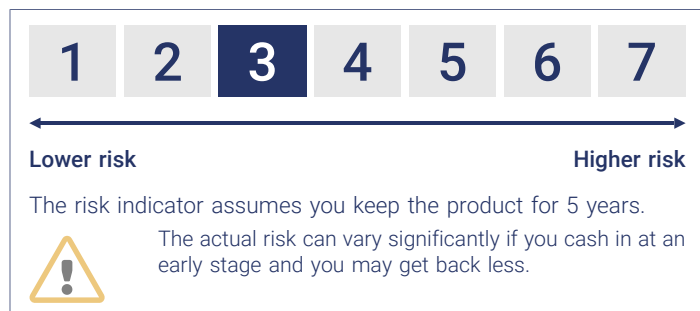 1 2 3 4 5 6 7
Lower risk Higher risk
The risk indicator assumes you keep the product for 5 years.
The actual risk can vary significantly if you cash in at an
early stage and you may get back less.